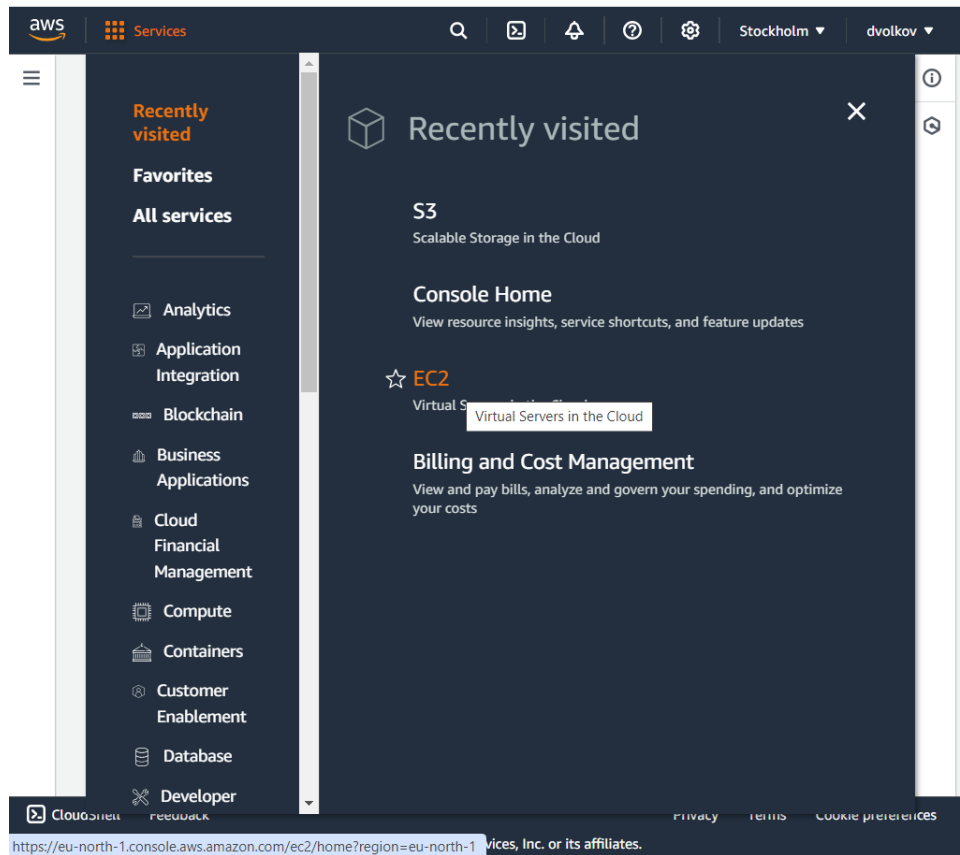 aws
Services
Stockholm ▼
dvolkov ▼
Recently
visited
Favorites
All services
Analytics
Application
Integration
Blockchain
Business
Applications
Cloud
Financial
Management
Compute
Containers
Customer
Enablement
Database
Developer
Recently visited
S3
Scalable Storage in the Cloud
Console Home
View resource insights, service shortcuts, and feature updates
EC2
Virtual
Virtual Servers in the Cloud
Billing and Cost Management
View and pay bills, analyze and govern your spending, and optimize
your costs
CloudShell Feedback Privacy Terms Cookie preferences
https://eu-north-1.console.aws.amazon.com/ec2/home?region=eu-north-1 vices, Inc. or its affiliates.